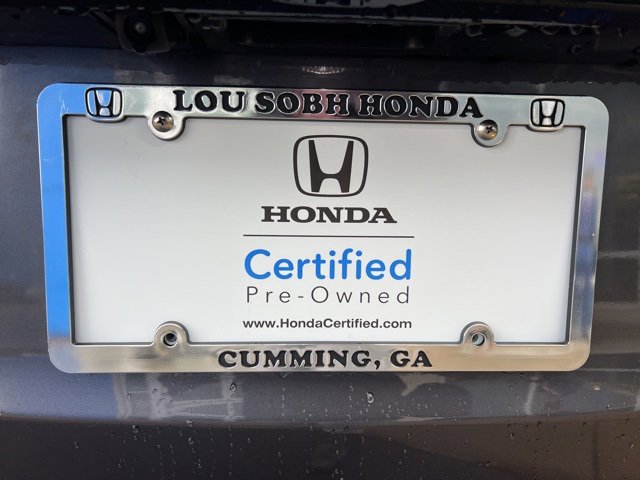 LOU SOBH HONDA
HONDA
Certified
Pre-Owned
www.HondaCertified.com
CUMMING, GA